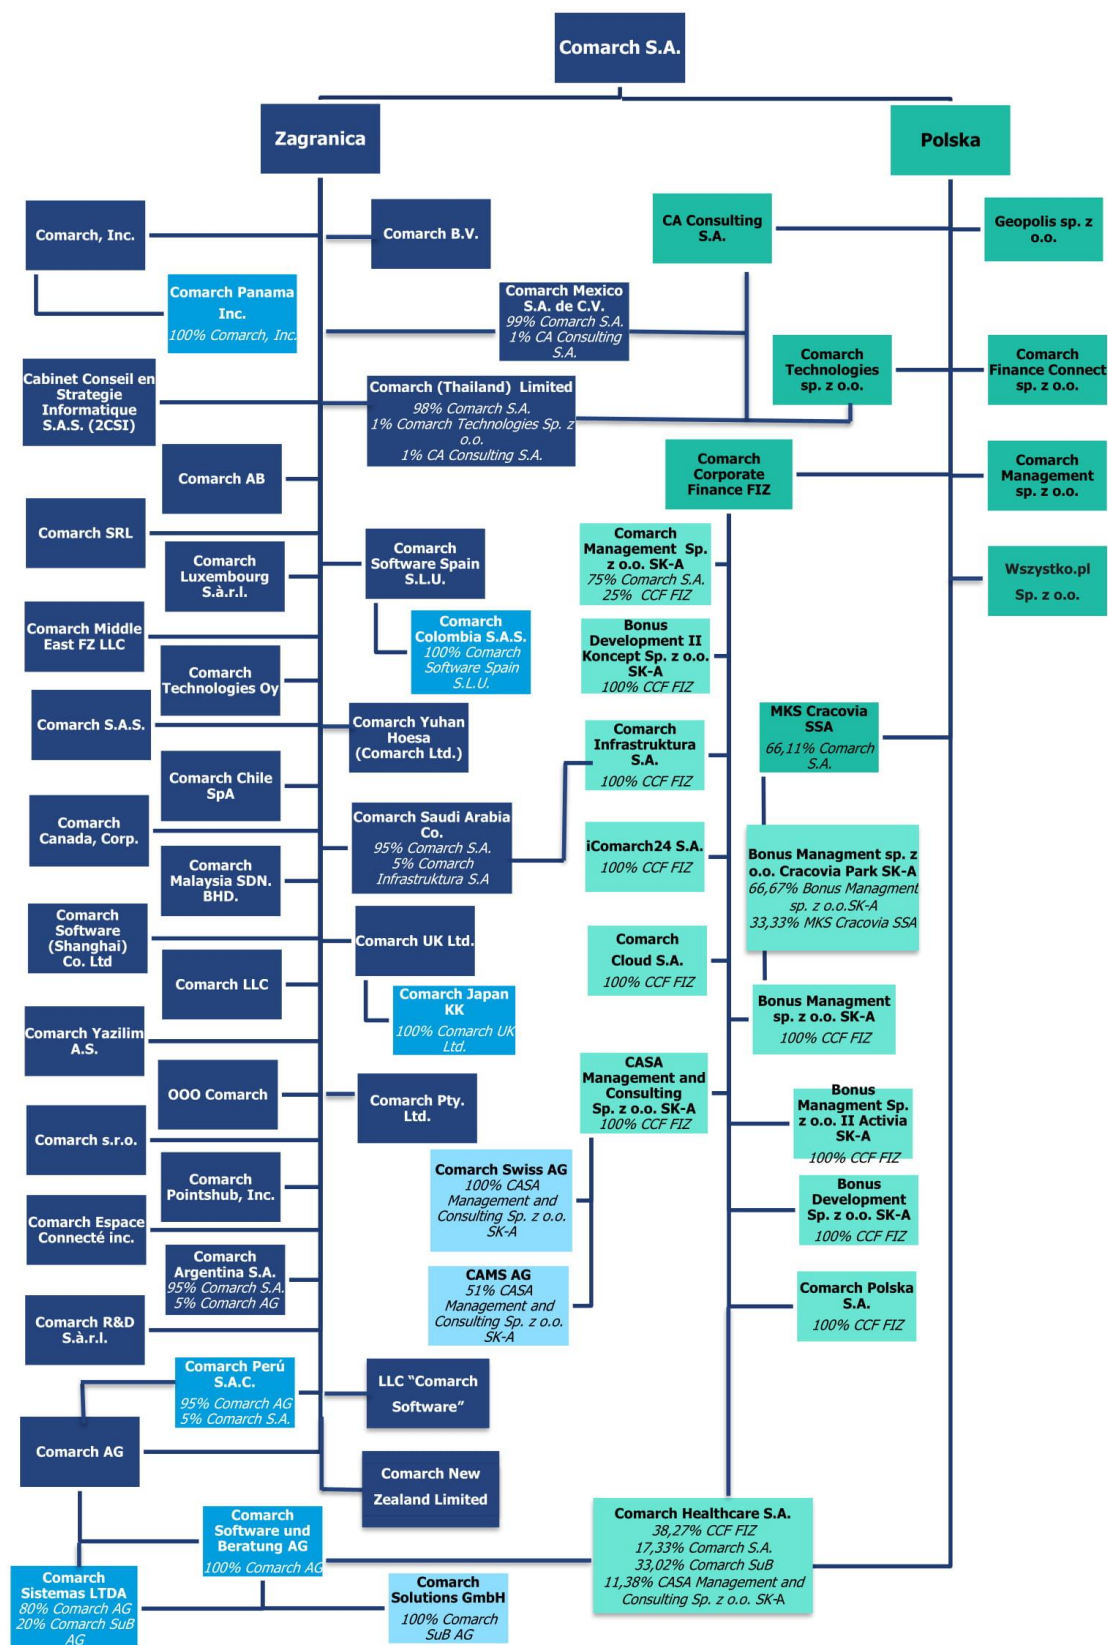 Comarch S.A.
Zagranica
Polska
Comarch, Inc.
Comarch B.V.
CA Consulting
S.A.
Geopolis sp. z
o.o.
Comarch Panama
Inc.
100% Comarch, Inc.
Comarch Mexico
S.A. de C.V.
99% Comarch S.A.
1% CA Consulting
S.A.
Cabinet Conseil en
Strategie
Informatique
S.A.S. (2CSI)
Comarch (Thailand) Limited
98% Comarch S.A.
1% Comarch Technologies Sp. z
o.o.
1% CA Consulting S.A.
Comarch
Technologies
sp. z o.o.
Comarch
Finance Connect
sp. z o.o.
Comarch AB
Comarch
Corporate
Finance FIZ
Comarch
Management
sp. z o.o.
Comarch SRL
Comarch
Luxembourg
S.à.r.l.
Comarch
Software Spain
S.L.U.
Comarch
Management Sp.
z o.o. SK-A
75% Comarch S.A.
25% CCF FIZ
Wszystko.pl
Sp. z o.o.
Comarch Middle
East FZ LLC
Comarch
Colombia S.A.S.
100% Comarch
Software Spain
S.L.U.
Bonus
Development II
Koncept Sp. z o.o.
SK-A
100% CCF FIZ
Comarch
Technologies Oy
Comarch S.A.S.
Comarch Yuhan
Hoesa
(Comarch Ltd.)
Comarch
Infrastruktura
S.A.
100% CCF FIZ
MKS Cracovia
SSA
66,11% Comarch
S.A.
Comarch Chile
SpA
Comarch
Canada, Corp.
Comarch Saudi Arabia
Co.
95% Comarch S.A.
5% Comarch
Infrastruktura S.A
iComarch24 S.A.
100% CCF FIZ
Bonus Managment sp. z
o.o. Cracovia Park SK-A
66,67% Bonus Managment
sp. z o.o.SK-A
33,33% MKS Cracovia SSA
Comarch
Malaysia SDN.
BHD.
Comarch
Software
(Shanghai)
Co. Ltd
Comarch UK Ltd.
Comarch
Cloud S.A.
100% CCF FIZ
Comarch LLC
Comarch Japan
KK
100% Comarch UK
Ltd.
Bonus Managment
sp. z o.o. SK-A
100% CCF FIZ
Comarch Yazilim
A.S.
OOO Comarch
Comarch Pty.
Ltd.
CASA
Management and
Consulting
Sp. z o.o. SK-A
100% CCF FIZ
Bonus
Managment Sp.
z o.o. II Activia
SK-A
100% CCF FIZ
Comarch s.r.o.
Comarch
Pointshub, Inc.
Comarch Swiss AG
100% CASA
Management and
Consulting Sp. z o.o.
SK-A
Bonus
Development
Sp. z o.o. SK-A
100% CCF FIZ
Comarch Espace
Connecté inc.
Comarch
Argentina S.A.
95% Comarch S.A.
5% Comarch AG
CAMS AG
51% CASA
Management and
Consulting Sp. z o.o.
SK-A
Comarch Polska
S.A.
100% CCF FIZ
Comarch R&D
S.à.r.l.
Comarch Perú
S.A.C.
95% Comarch AG
5% Comarch S.A.
LLC “Comarch
Software”
Comarch AG
Comarch New
Zealand Limited
Comarch
Software und
Beratung AG
100% Comarch AG
Comarch Healthcare S.A.
38,27% CCF FIZ
17,33% Comarch S.A.
33,02% Comarch SuB
11,38% CASA Management and
Consulting Sp. z o.o. SK-A
Comarch
Sistemas LTDA
80% Comarch AG
20% Comarch SuB
AG
Comarch
Solutions GmbH
100% Comarch
SuB AG